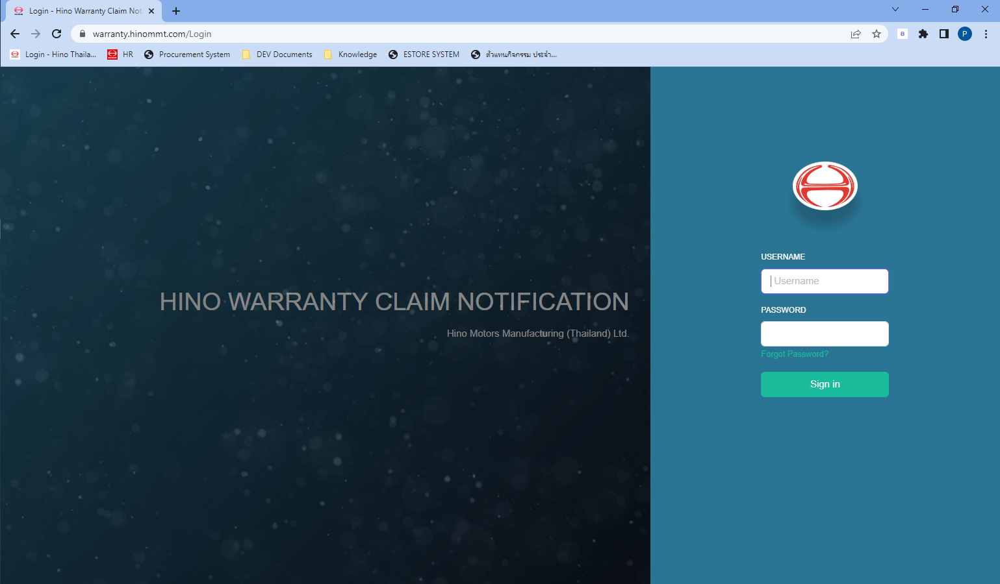 Login - Hino Warranty Claim Not
warranty.hinommt.com/Login
B
P
Login - Hino Thaila...
HR
Procurement System
DEV Documents
Knowledge
ESTORE SYSTEM
ตัวแทนกิจกรรม ประจำ...
HINO WARRANTY CLAIM NOTIFICATION
Hino Motors Manufacturing (Thailand) Ltd.
USERNAME
Username
PASSWORD
Forgot Password?
Sign in